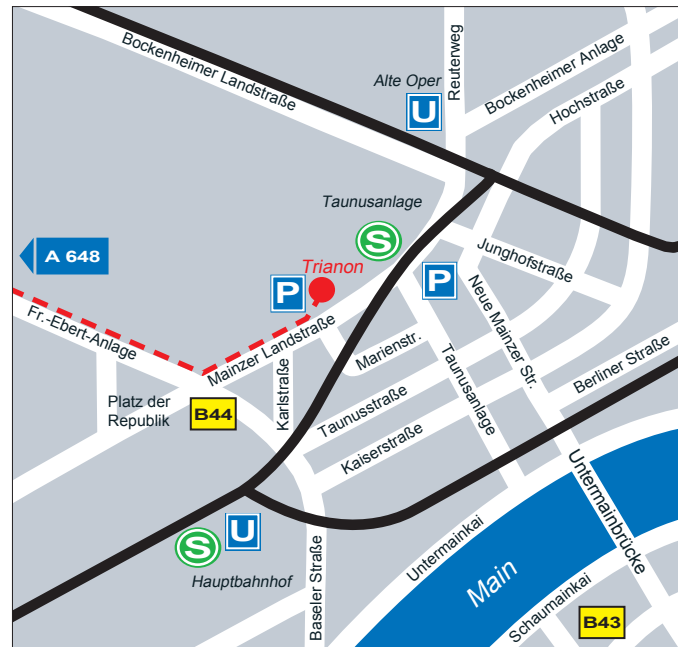 Bockenheimer Landstraße
Alte Oper
U
Reuterweg
Bockenheimer Anlage
Hochstraße
Taunusanlage
S
A 648
P
Trianon
P
Junghofstraße
Fr.-Ebert-Anlage
Mainzer Landstraße
Marienstr.
Neue Mainzer Str.
Karlstraße
Taunusanlage
Berliner Straße
Platz der
Republik
B44
Taunusstraße
Kaiserstraße
S
U
Hauptbahnhof
Baseler Straße
Untermainkai
Untermainbrücke
Main
Schaumainkai
B43